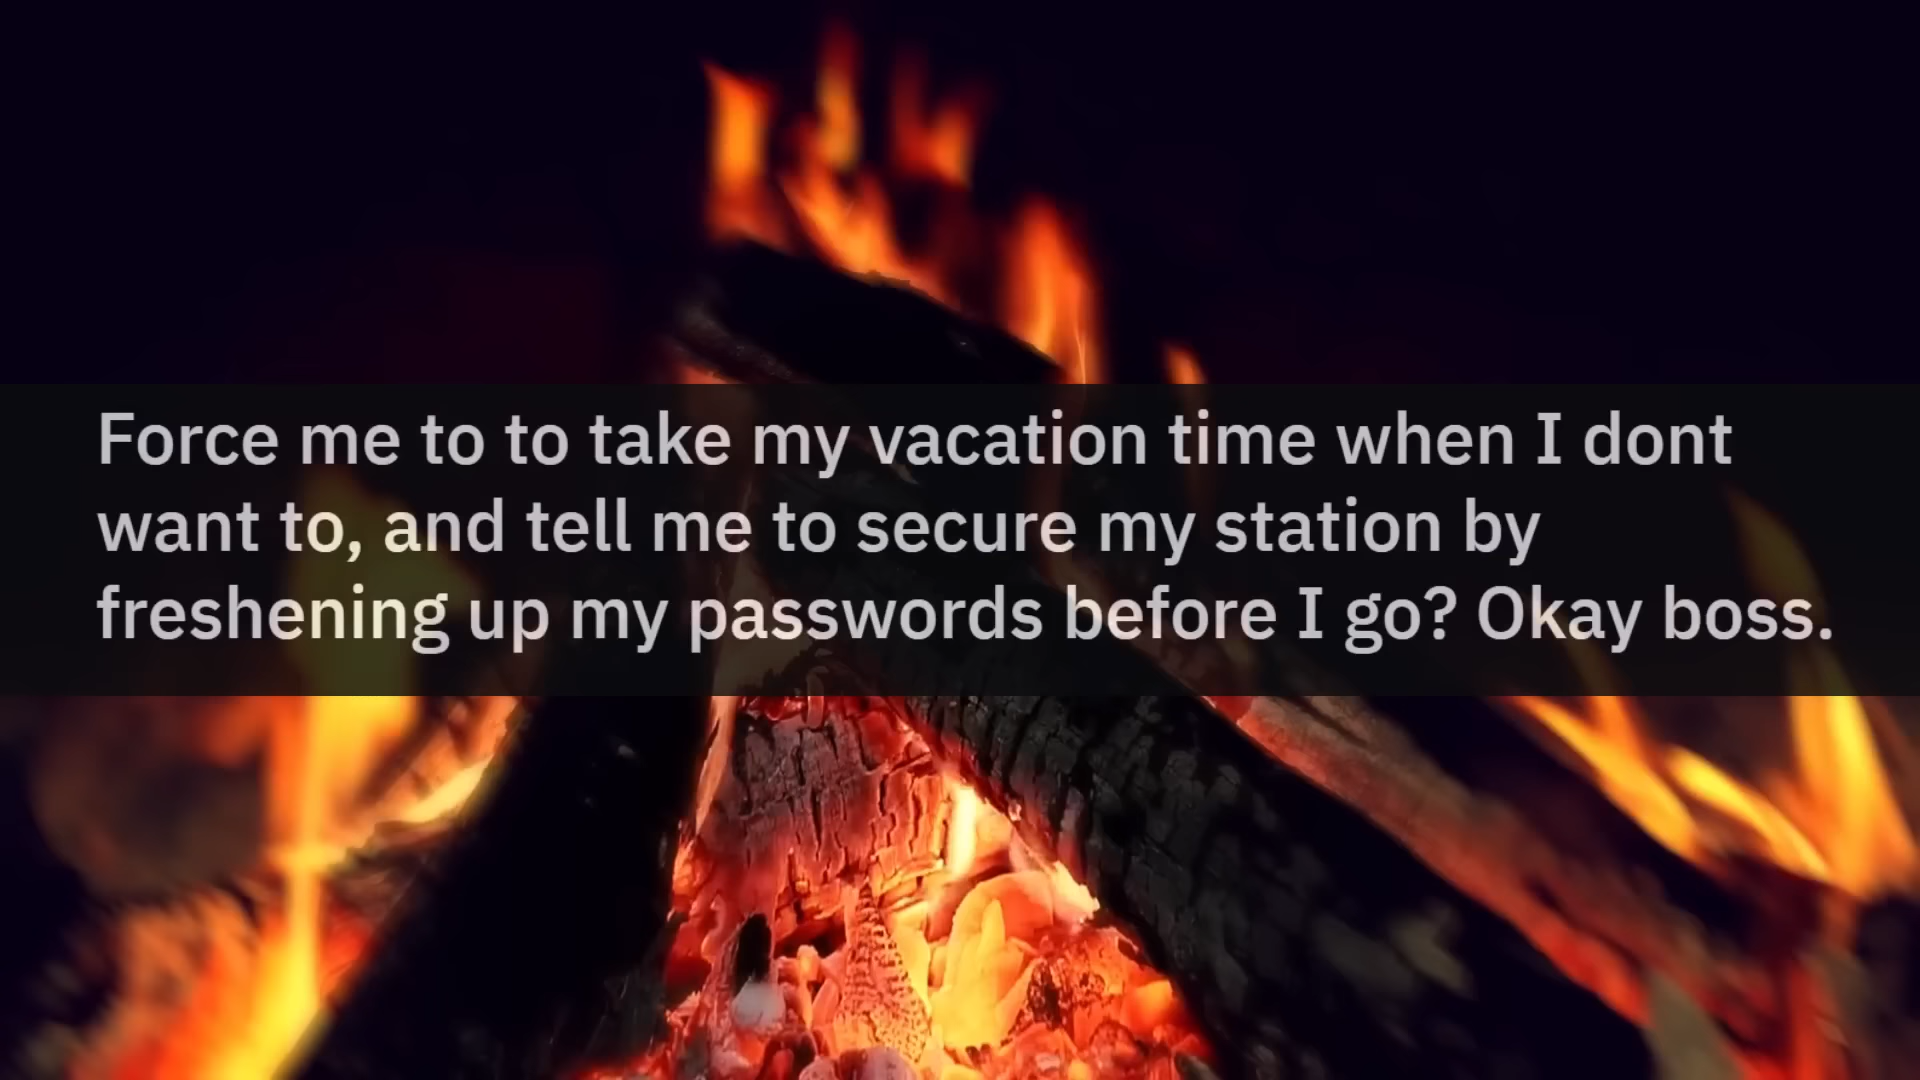 Force me to to take my vacation time when I dont
want to, and tell me to secure my station by
freshening up my passwords before I go? Okay boss.